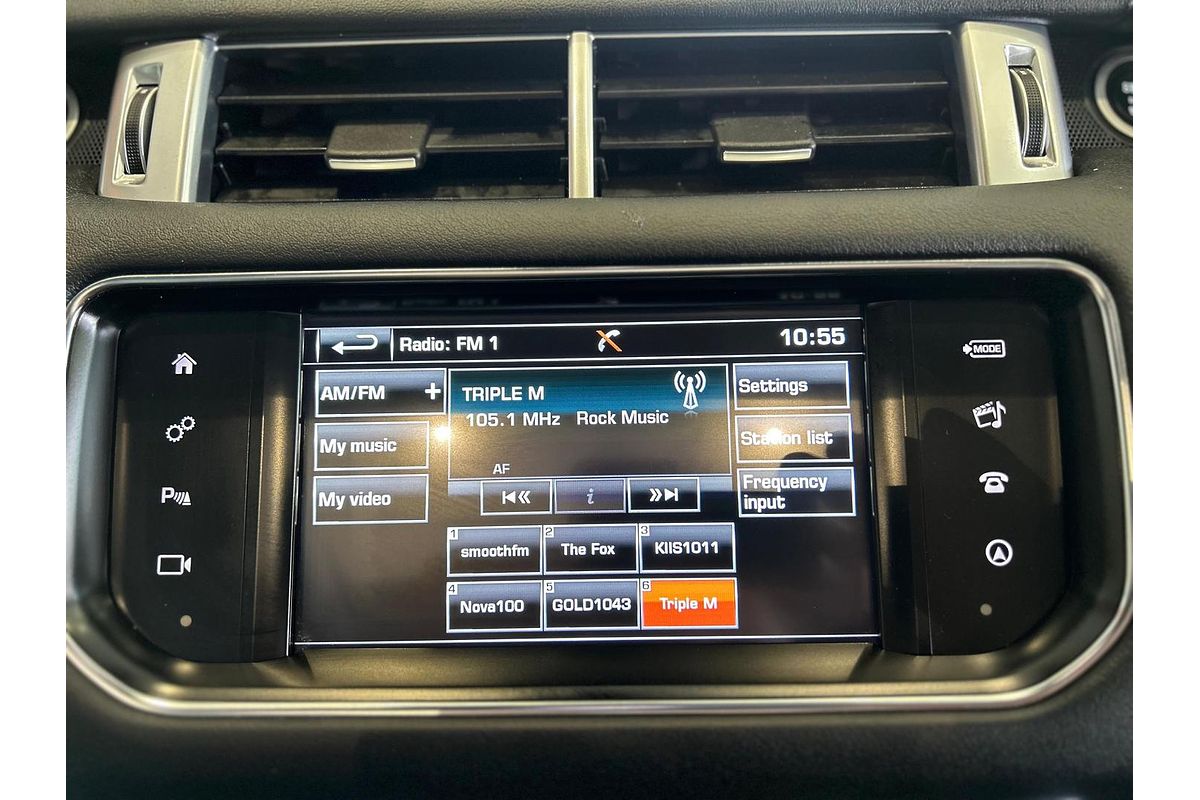 Radio: FM 1
10:55
AM/FM +
TRIPLE M
105.1 MHz Rock Music
AF
Settings
My music
Station list
My video
i
Frequency
input
1 smoothfm
2 The Fox
3 KIIS1011
4 Nova100
5 GOLD1043
6 Triple M
P
MODE